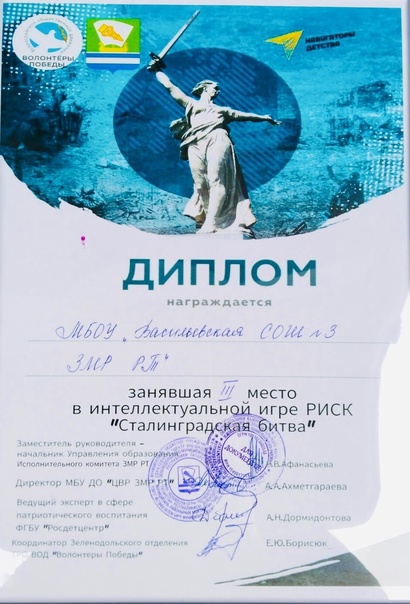 ВОЛОНТЁРЫ
ПОБЕДЫ
НАВИГАТОРЫ
ДЕТСТВА
ДИПЛОМ
награждается
МБОУ "Васильевская СОШ №3
ЗМР РТ"
занявшая III место
в интеллектуальной игре РИСК
"Сталинградская битва"
Заместитель руководителя –
начальник Управления образования
Исполнительного комитета ЗМР РТ
З.В.Афанасьева
Директор МБУ ДО "ЦВР ЗМР РТ"
А.А.Ахметгараева
Ведущий эксперт в сфере
патриотического воспитания
ФГБУ "Росдетцентр"
А.Н.Дормидонтова
Координатор Зеленодольского отделения
ВОД "Волонтеры Победы"
Е.Ю.Борисюк
ДЛЯ
ДОКУМЕНТОВ